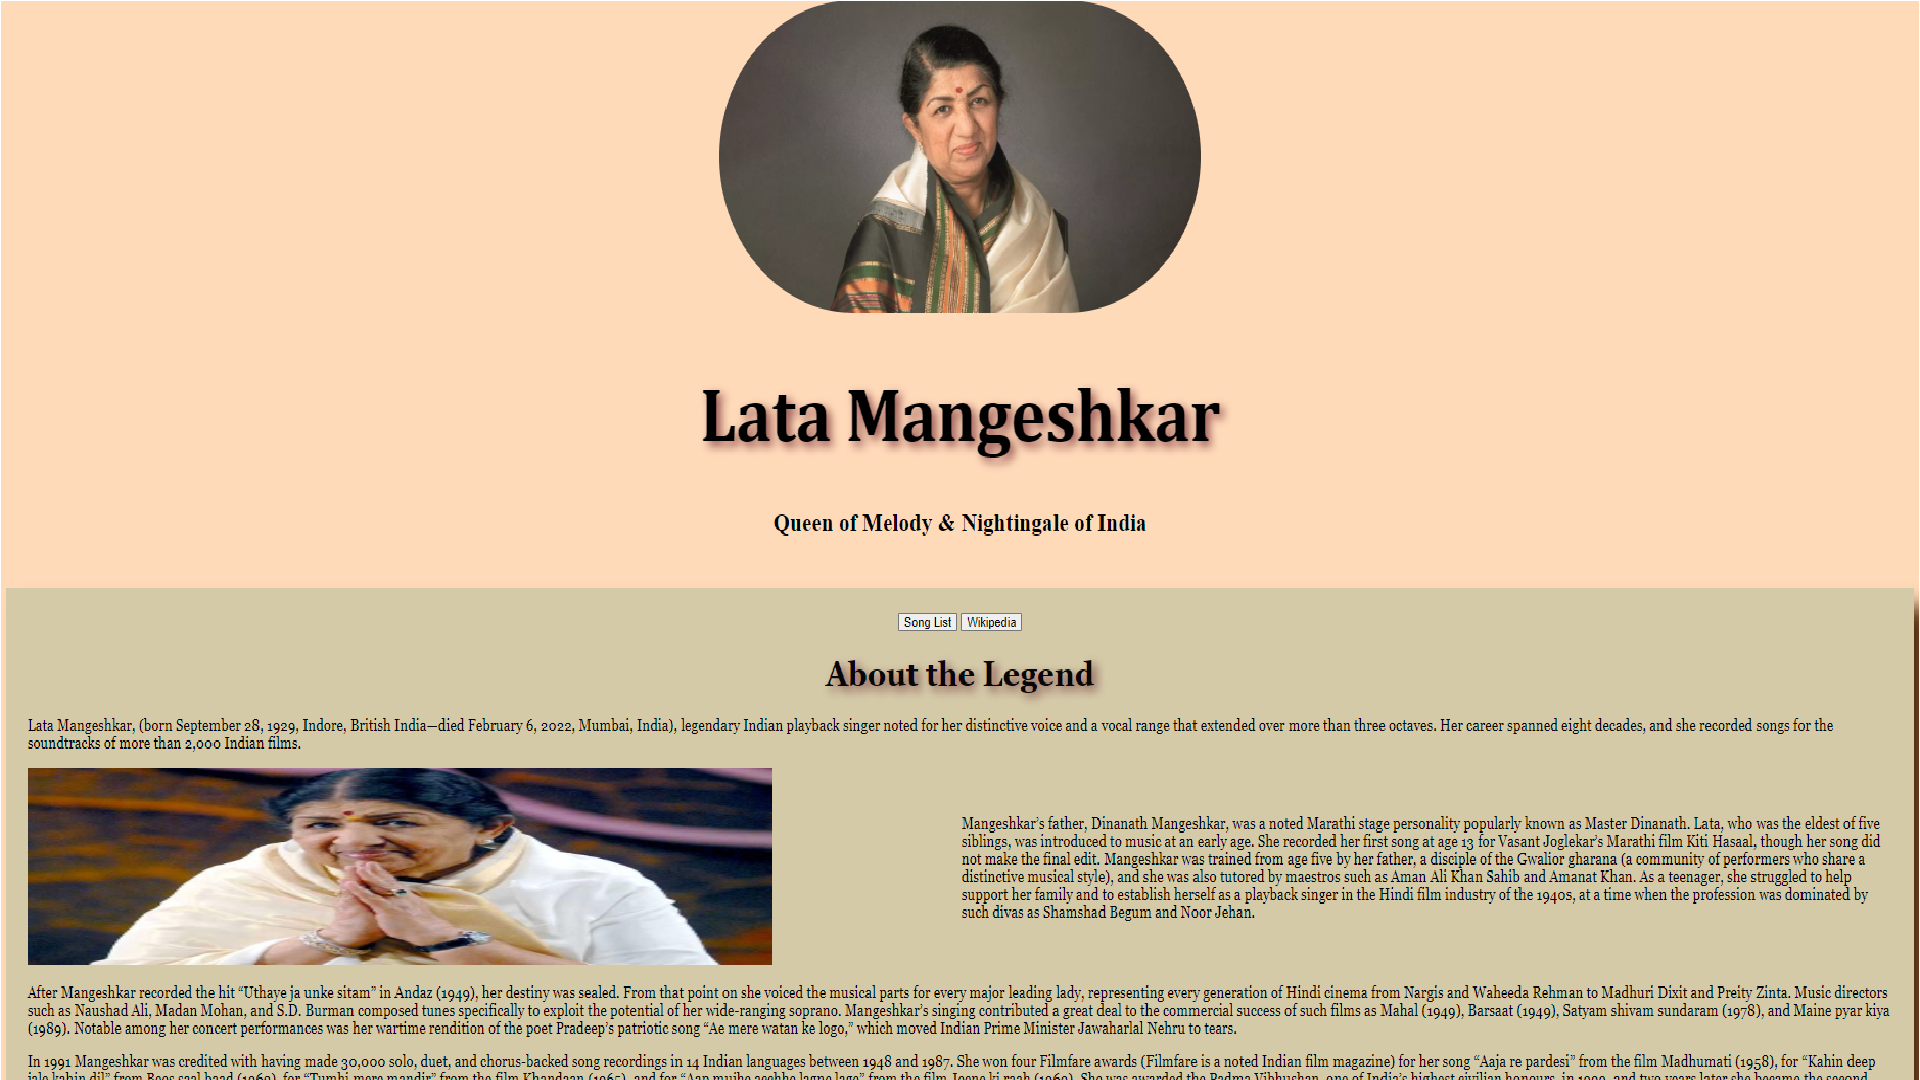 Lata Mangeshkar
Queen of Melody & Nightingale of India
Song List Wikipedia
About the Legend
Lata Mangeshkar, (born September 28, 1929, Indore, British India—died February 6, 2022, Mumbai, India), legendary Indian playback singer noted for her distinctive voice and a vocal range that extended over more than three octaves. Her career spanned eight decades, and she recorded songs for the
soundtracks of more than 2,000 Indian films.
Mangeshkar’s father, Dinanath Mangeshkar, was a noted Marathi stage personality popularly known as Master Dinanath. Lata, who was the eldest of five
siblings, was introduced to music at an early age. She recorded her first song at age 13 for Vasant Joglekar’s Marathi film Kiti Hasaal, though her song did
not make the final edit. Mangeshkar was trained from age five by her father, a disciple of the Gwalior gharana (a community of performers who share a
distinctive musical style), and she was also tutored by maestros such as Aman Ali Khan Sahib and Amanat Khan. As a teenager, she struggled to help
support her family and to establish herself as a playback singer in the Hindi film industry of the 1940s, at a time when the profession was dominated by
such divas as Shamshad Begum and Noor Jehan.
After Mangeshkar recorded the hit “Uthaye ja unke sitam” in Andaz (1949), her destiny was sealed. From that point on she voiced the musical parts for every major leading lady, representing every generation of Hindi cinema from Nargis and Waheeda Rehman to Madhuri Dixit and Preity Zinta. Music directors
such as Naushad Ali, Madan Mohan, and S.D. Burman composed tunes specifically to exploit the potential of her wide-ranging soprano. Mangeshkar’s singing contributed a great deal to the commercial success of such films as Mahal (1949), Barsaat (1949), Satyam shivam sundaram (1978), and Maine pyar kiya
(1989). Notable among her concert performances was her wartime rendition of the poet Pradeep’s patriotic song “Ae mere watan ke logo,” which moved Indian Prime Minister Jawaharlal Nehru to tears.
In 1991 Mangeshkar was credited with having made 30,000 solo, duet, and chorus-backed song recordings in 14 Indian languages between 1948 and 1987. She won four Filmfare awards (Filmfare is a noted Indian film magazine) for her song “Aaja re pardesi” from the film Madhumati (1958), for “Kahin deep